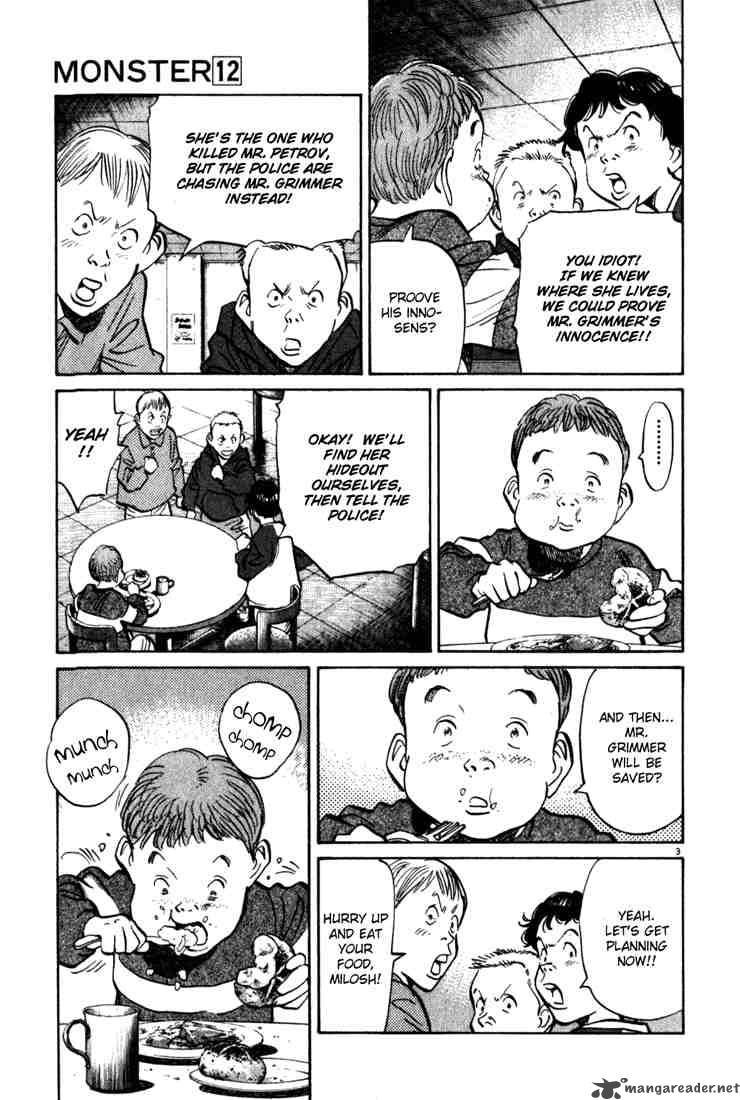 MONSTER 12
SHE'S THE ONE WHO
KILLED MR. PETROV,
BUT THE POLICE ARE
CHASING MR. GRIMMER
INSTEAD!
YOU IDIOT!
IF WE KNEW
WHERE SHE LIVES,
WE COULD PROVE
MR. GRIMMER'S
INNOCENCE!!
PROOVE
HIS INNO-
SENS?
YEAH
!!
OKAY! WE'LL
FIND HER
HIDEOUT
OURSELVES,
THEN TELL THE
POLICE!
........
munch
munch
chomp
chomp
AND THEN...
MR.
GRIMMER
WILL BE
SAVED?
3
HURRY UP
AND EAT
YOUR
FOOD,
MILOSH!
YEAH.
LET'S GET
PLANNING
NOW!!
mangareader.net